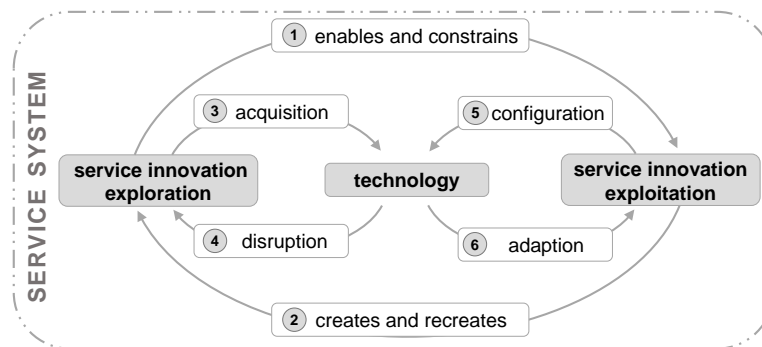 SERVICE SYSTEM
1 enables and constrains
3 acquisition
5 configuration
service innovation
exploration
technology
service innovation
exploitation
4 disruption
6 adaption
2 creates and recreates